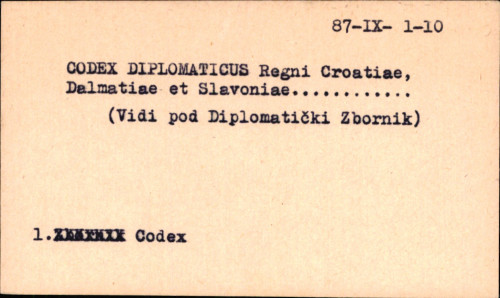 87-IX- 1-10
CODEX DIPLOMATICUS Regni Croatiae,
Dalmatiae et Slavoniae............
(Vidi pod Diplomatički Zbornik)
1. Codex